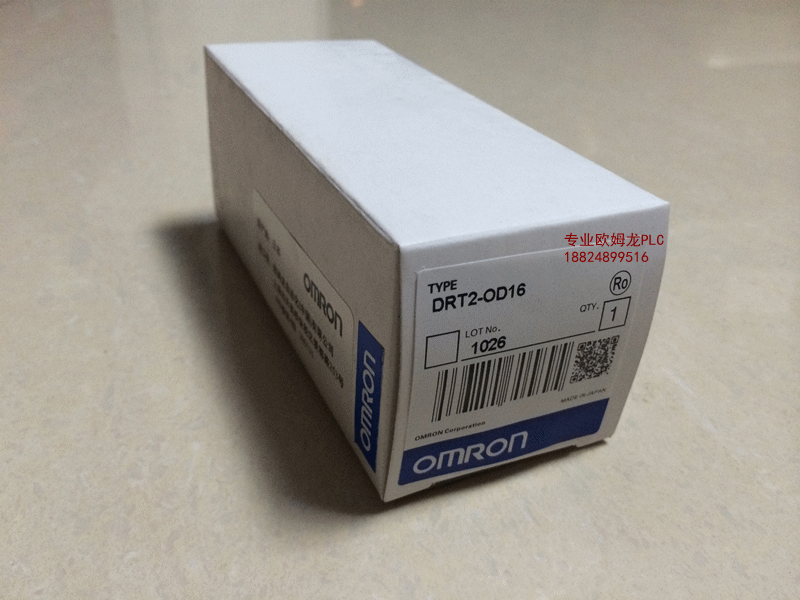 专业欧姆龙PLC
18824899516
TYPE
DRT2-OD16
Ro
QTY.
1
LOT No.
1026
MADE IN JAPAN
OMRON Corporation
OMRON
OMRON
OMRON